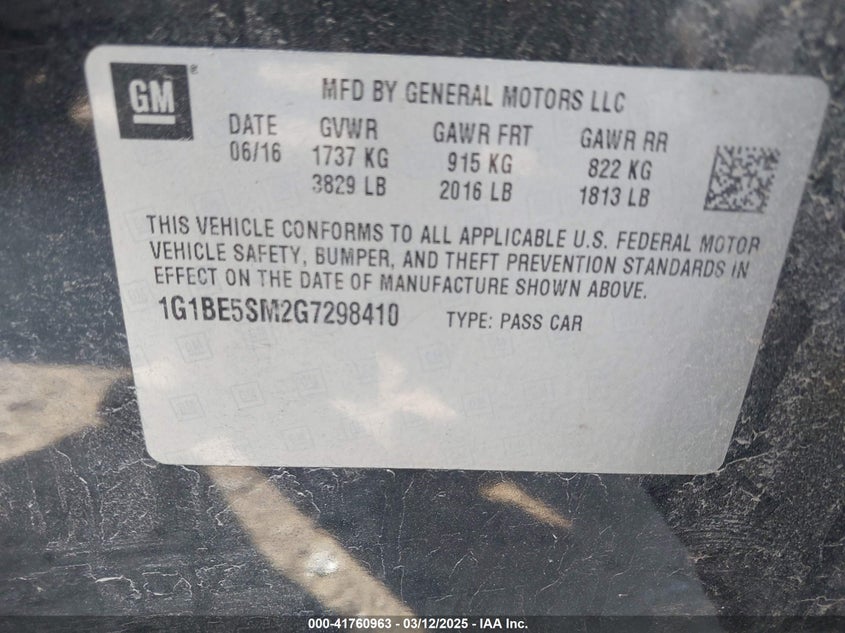 GM ®
MFD BY GENERAL MOTORS LLC
DATE GVWR GAWR FRT GAWR RR
06/16 1737 KG 915 KG 822 KG
3829 LB 2016 LB 1813 LB
THIS VEHICLE CONFORMS TO ALL APPLICABLE U.S. FEDERAL MOTOR
VEHICLE SAFETY, BUMPER, AND THEFT PREVENTION STANDARDS IN
EFFECT ON THE DATE OF MANUFACTURE SHOWN ABOVE.
1G1BE5SM2G7298410 TYPE: PASS CAR
000-41760963 — 03/12/2025 — IAA Inc.